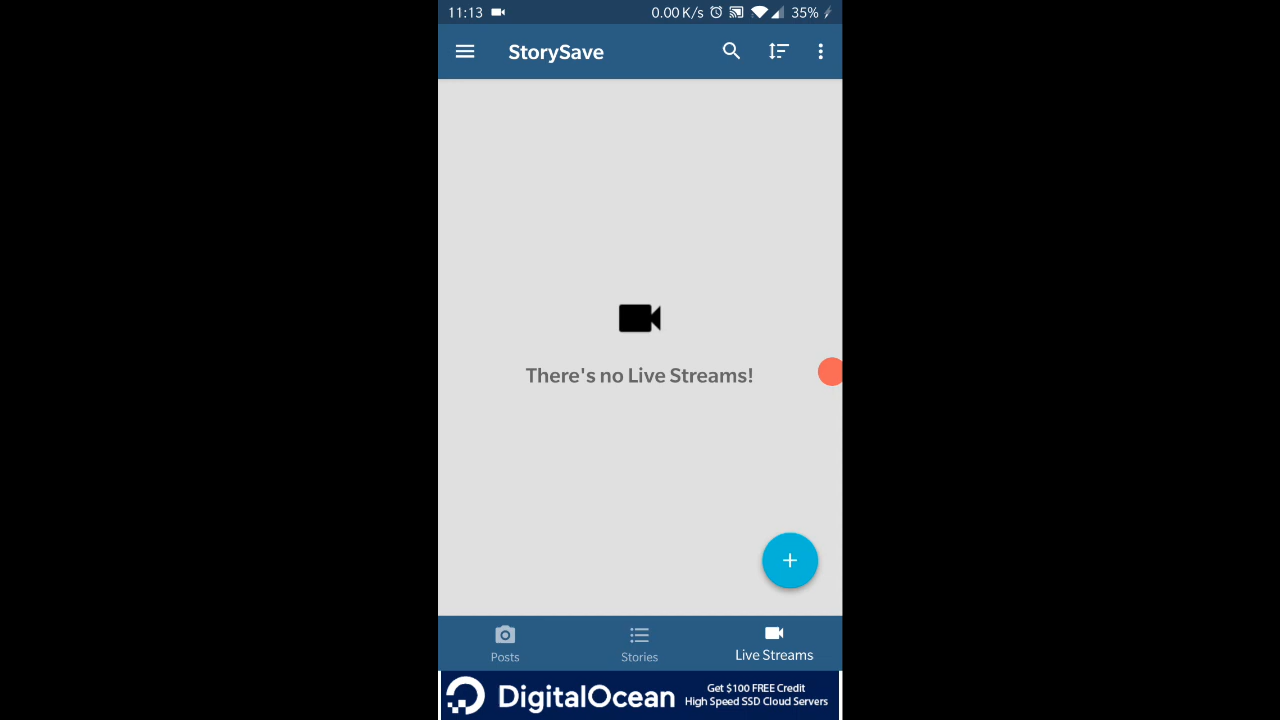 11:13 0.00 K/s 35%
StorySave
There's no Live Streams!
Posts Stories Live Streams
DigitalOcean
Get $100 FREE Credit
High Speed SSD Cloud Servers